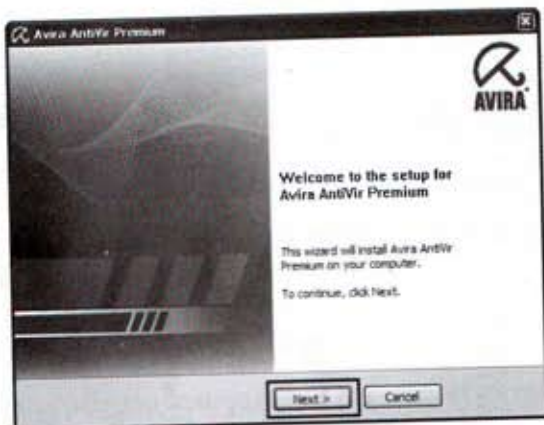 Avira AntiVir Premium
AVIRA
Welcome to the setup for
Avira AntiVir Premium
This wizard will install Avira AntiVir
Premium on your computer.
To continue, click Next.
Next >
Cancel